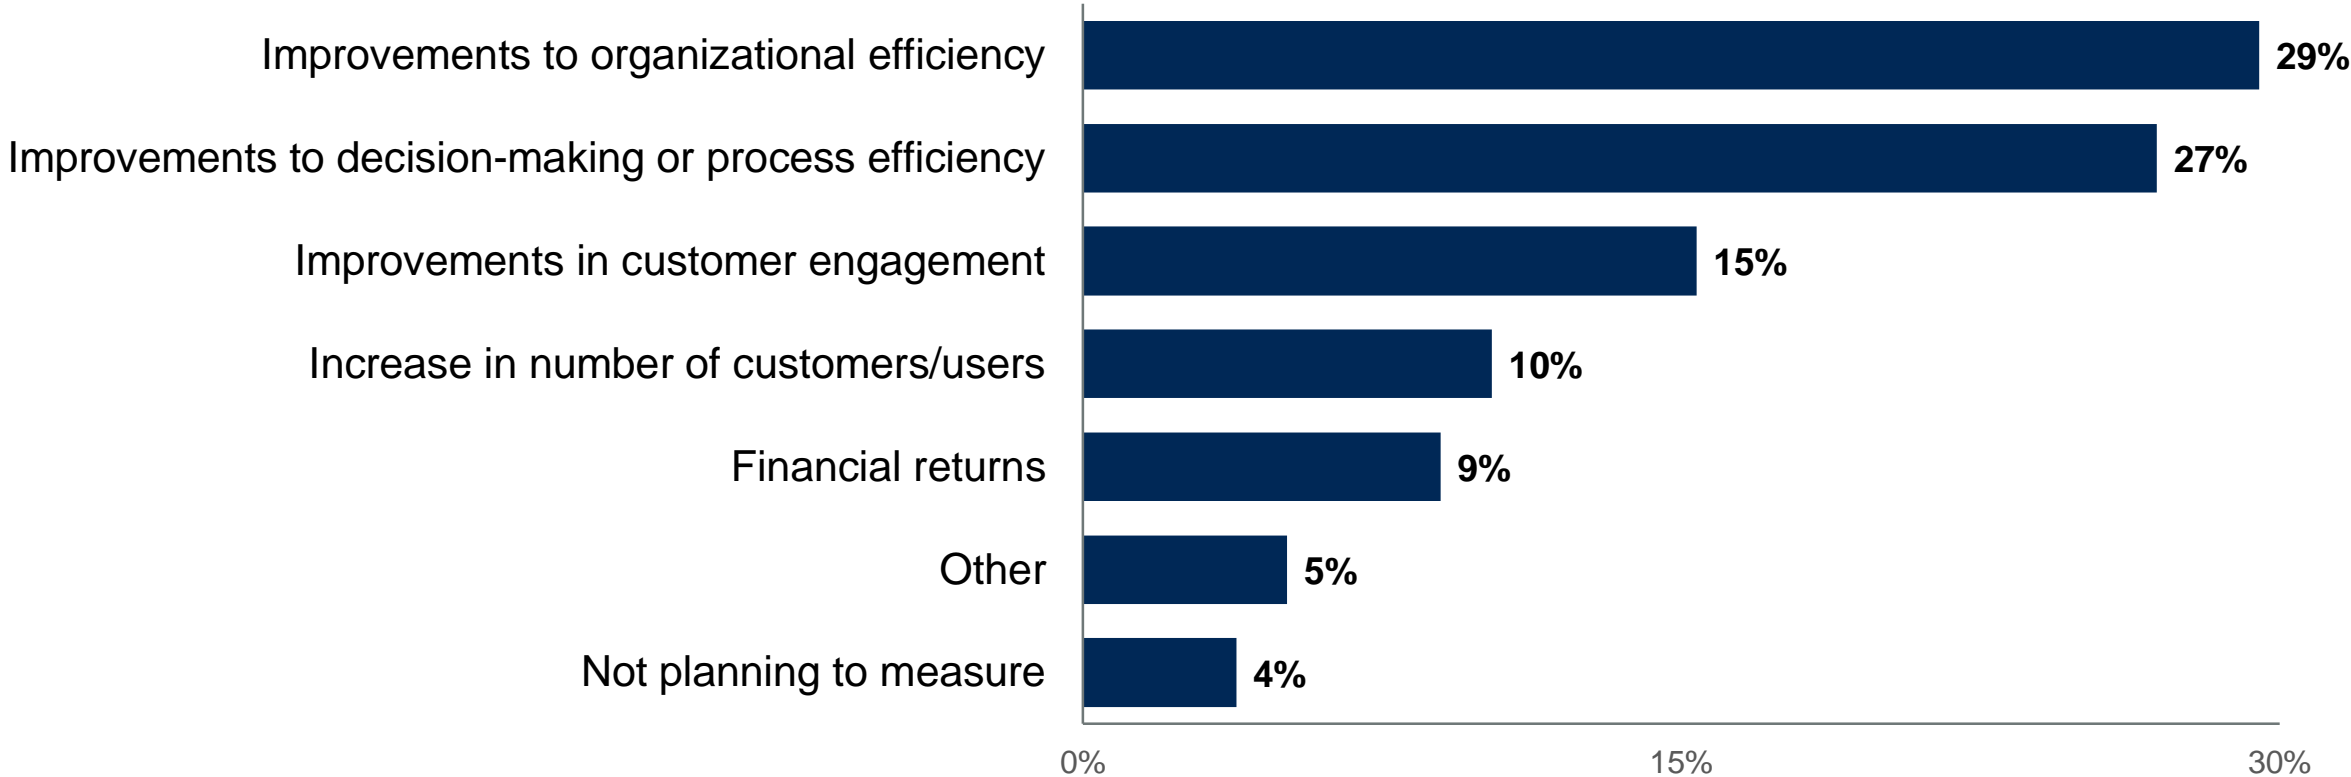 Improvements to organizational efficiency 29%
Improvements to decision-making or process efficiency 27%
Improvements in customer engagement 15%
Increase in number of customers/users 10%
Financial returns 9%
Other 5%
Not planning to measure 4%
0% 15% 30%